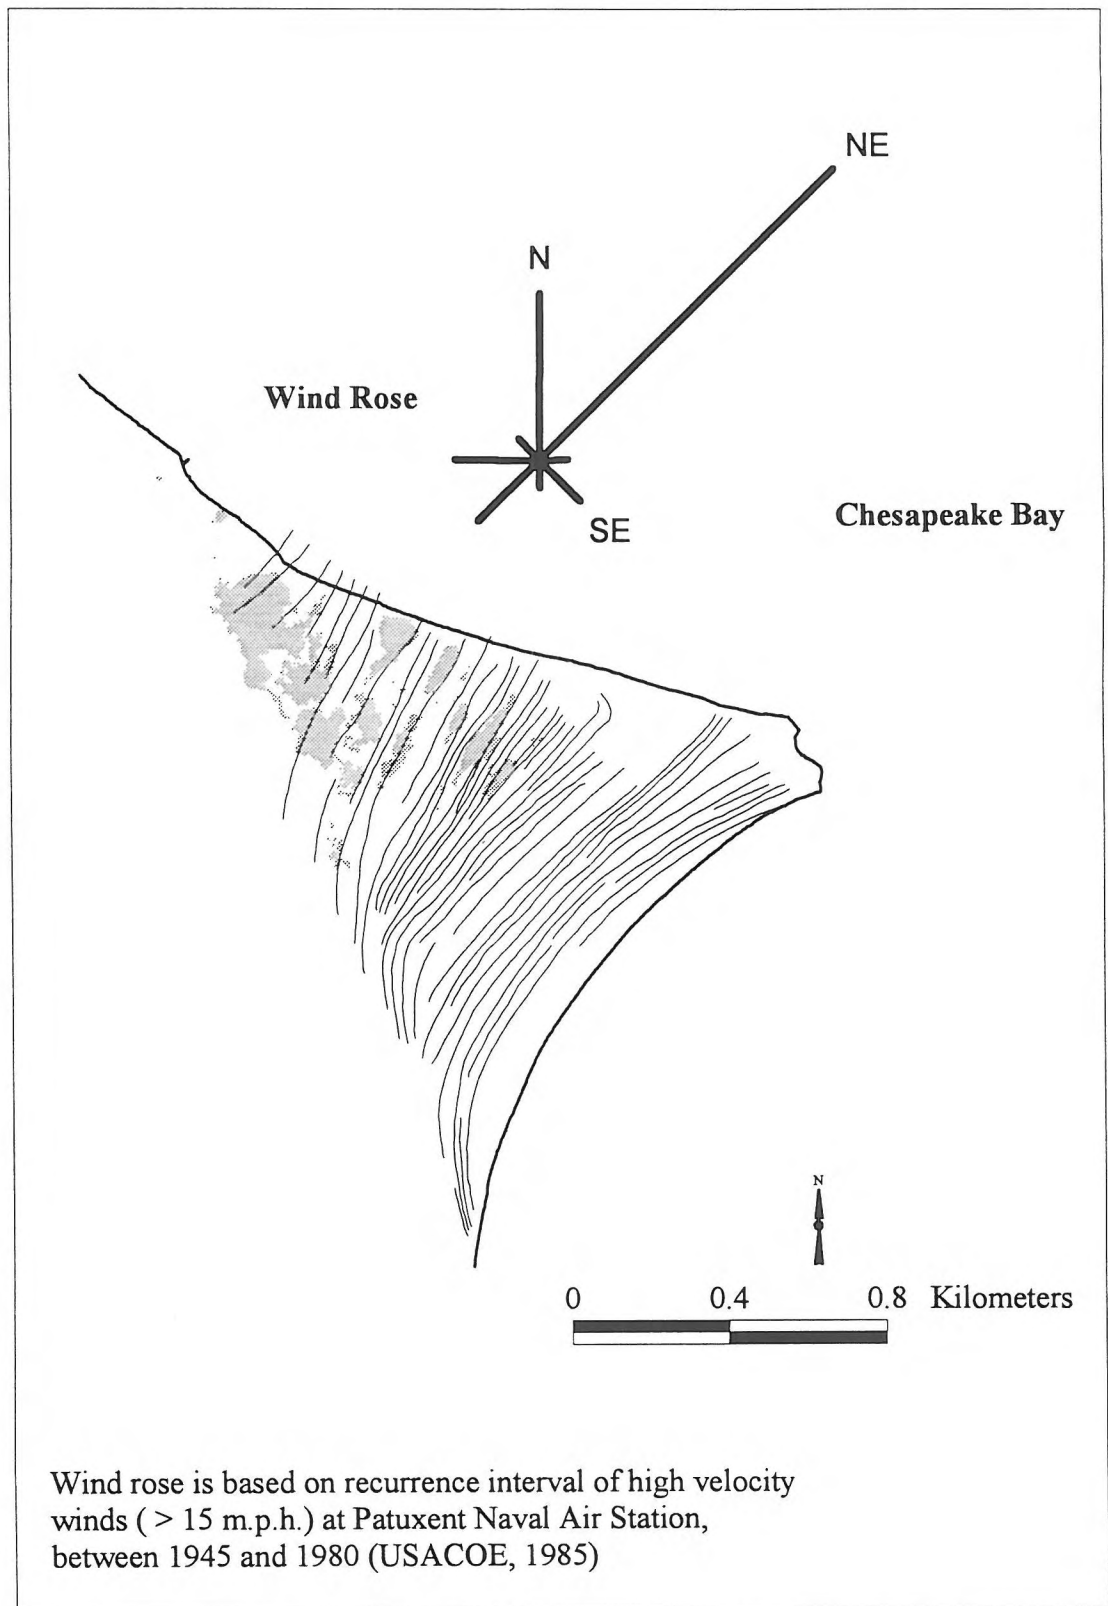 NE
N
Wind Rose
Chesapeake Bay
SE
N
0 0.4 0.8 Kilometers
Wind rose is based on recurrence interval of high velocity
winds ( > 15 m.p.h.) at Patuxent Naval Air Station,
between 1945 and 1980 (USACOE, 1985)